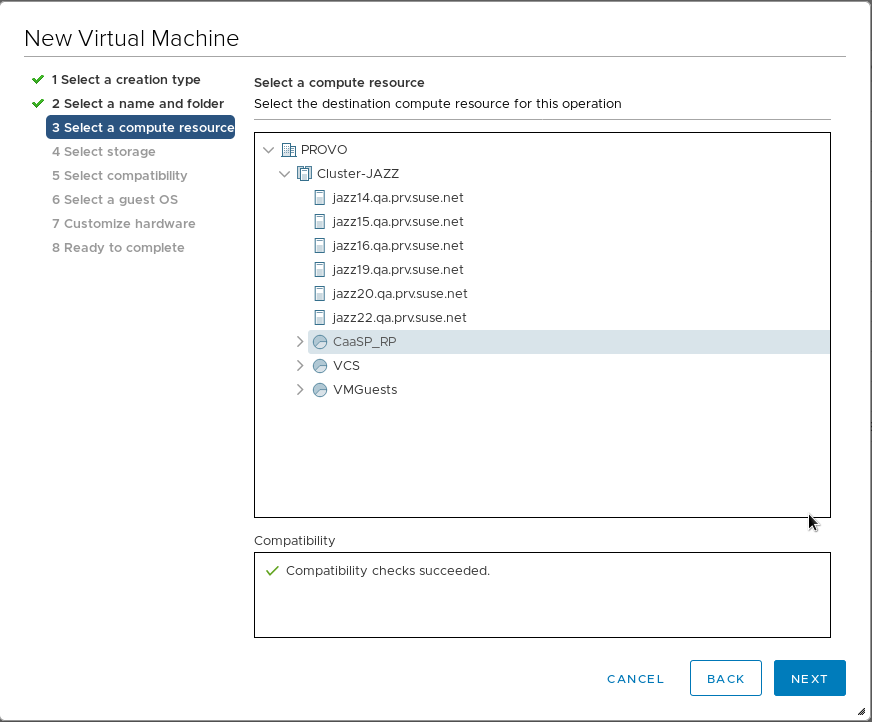 New Virtual Machine
1 Select a creation type
2 Select a name and folder
3 Select a compute resource
4 Select storage
5 Select compatibility
6 Select a guest OS
7 Customize hardware
8 Ready to complete
Select a compute resource
Select the destination compute resource for this operation
PROVO
Cluster-JAZZ
jazz14.qa.prv.suse.net
jazz15.qa.prv.suse.net
jazz16.qa.prv.suse.net
jazz19.qa.prv.suse.net
jazz20.qa.prv.suse.net
jazz22.qa.prv.suse.net
CaaSP_RP
VCS
VMGuests
Compatibility
Compatibility checks succeeded.
CANCEL BACK NEXT